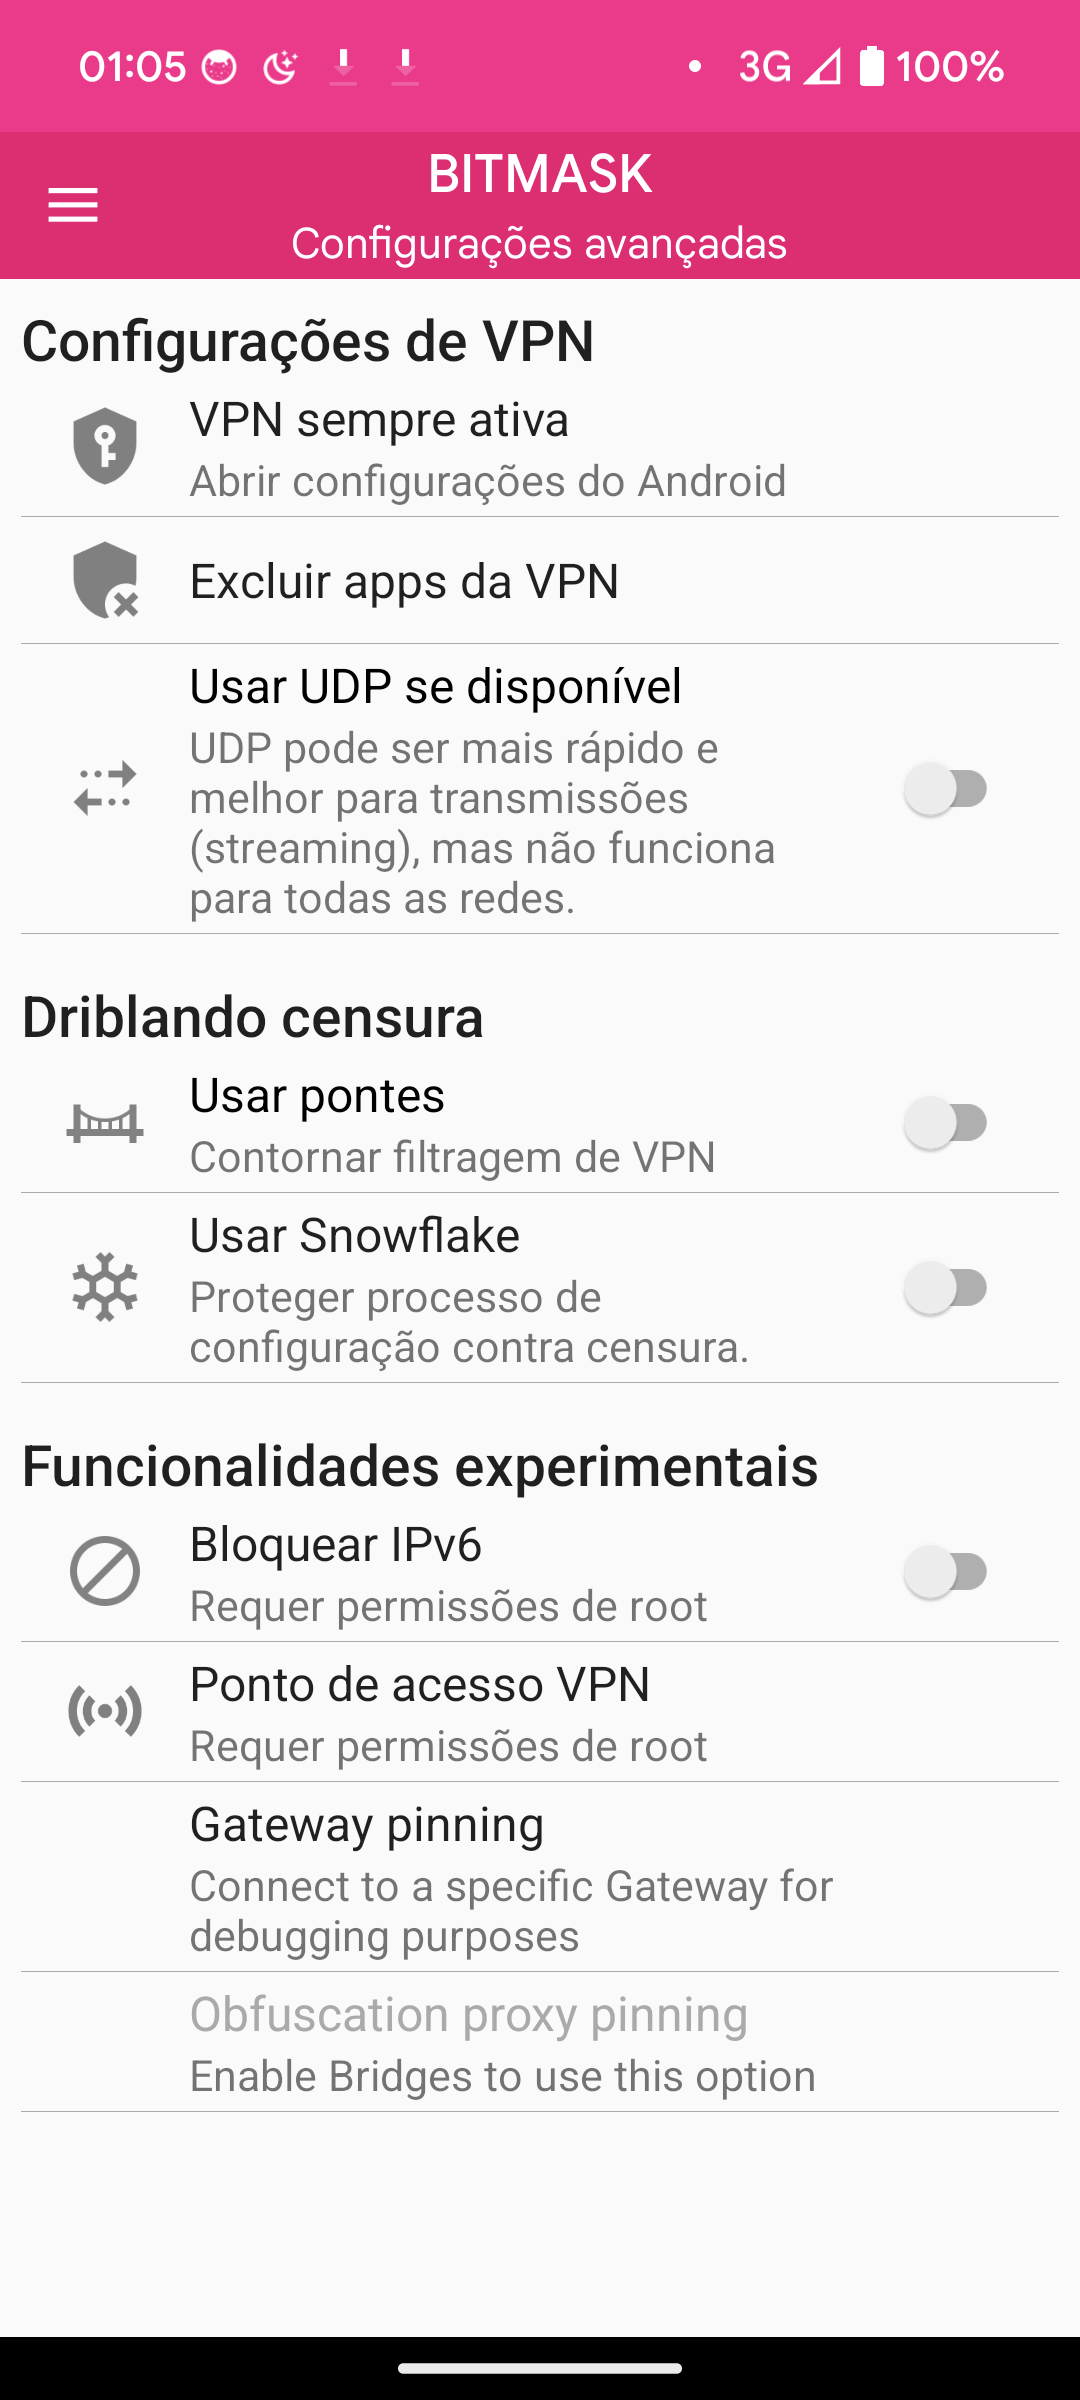 01:05 3G 100%
BITMASK
Configurações avançadas
Configurações de VPN
VPN sempre ativa
Abrir configurações do Android
Excluir apps da VPN
Usar UDP se disponível
UDP pode ser mais rápido e
melhor para transmissões
(streaming), mas não funciona
para todas as redes.
Driblando censura
Usar pontes
Contornar filtragem de VPN
Usar Snowflake
Proteger processo de
configuração contra censura.
Funcionalidades experimentais
Bloquear IPv6
Requer permissões de root
Ponto de acesso VPN
Requer permissões de root
Gateway pinning
Connect to a specific Gateway for
debugging purposes
Obfuscation proxy pinning
Enable Bridges to use this option